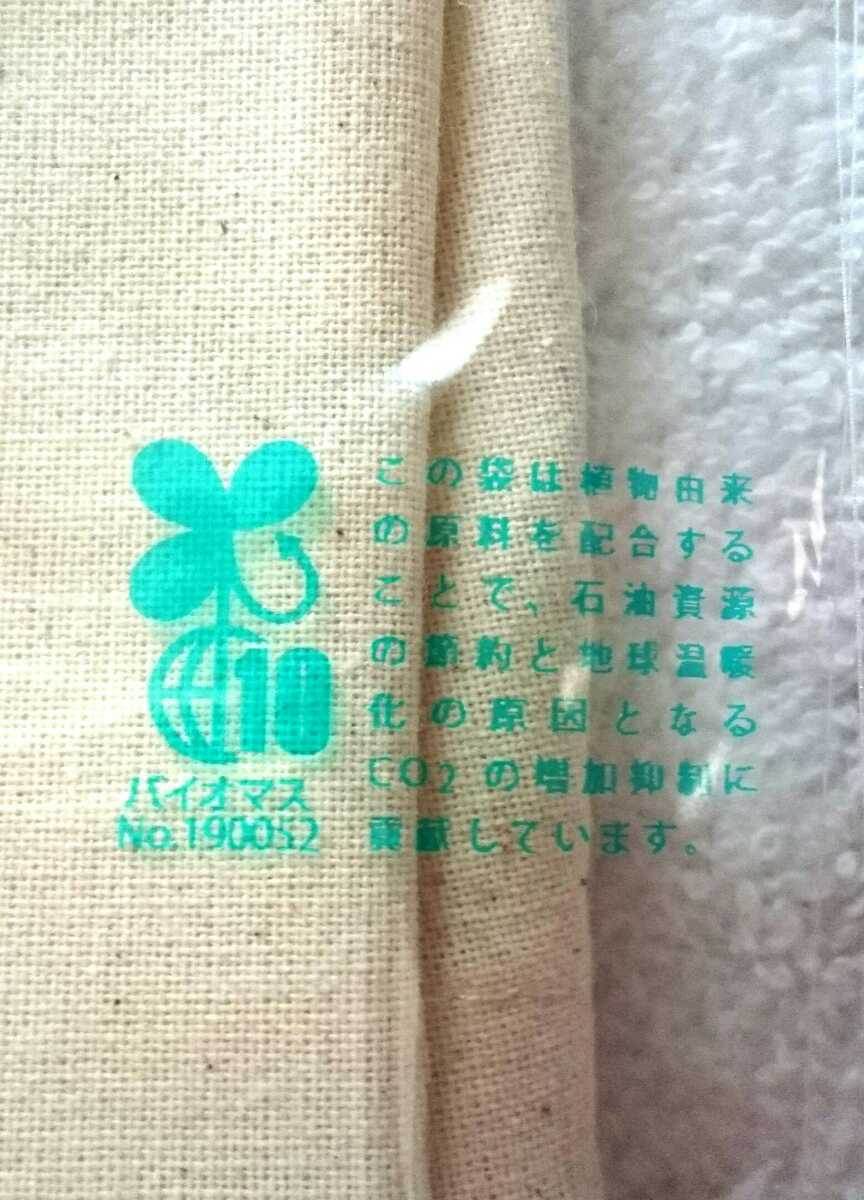 10
バイオマス
No.190052
この袋は植物由来
の原料を配合する
ことで、石油資源
の節約と地球温暖
化の原因となる
CO2の増加抑制に
貢献しています。